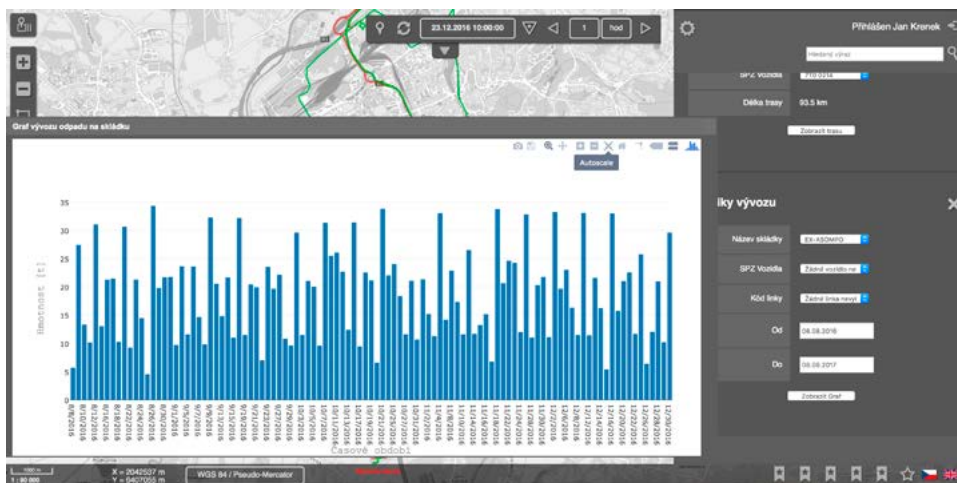 23.12.2016 10:00:00
1
hod
Přihlášen Jan Krenek
Hledaný výraz
SPZ Vozidla
Délka trasy
93.5 km
Zobrazit trasu
Graf vývozu odpadu na skládku
Autoscale
iky vývozu
Název skládky
SPZ Vozidla
Žádné vozidlo ne
Kód linky
Žádná linka nevyb
Od
08.08.2016
Do
08.08.2017
Zobrazit Graf
Hmotnost [t]
35
30
25
20
15
10
5
0
8/8/2016
8/10/2016
8/12/2016
8/16/2016
8/18/2016
8/22/2016
8/24/2016
8/26/2016
8/30/2016
9/1/2016
9/5/2016
9/7/2016
9/9/2016
9/13/2016
9/15/2016
9/19/2016
9/21/2016
9/23/2016
9/27/2016
9/29/2016
10/3/2016
10/5/2016
10/7/2016
10/11/2016
10/13/2016
10/17/2016
10/19/2016
10/21/2016
10/25/2016
10/27/2016
10/31/2016
11/2/2016
11/4/2016
11/8/2016
11/10/2016
11/14/2016
11/16/2016
11/18/2016
11/22/2016
11/24/2016
11/28/2016
11/30/2016
12/2/2016
12/6/2016
12/8/2016
12/12/2016
12/14/2016
12/16/2016
12/20/2016
12/22/2016
12/26/2016
12/28/2016
12/30/2016
Časové období
1000 m
1 : 80 000
X = 2042537 m
Y = 6407055 m
WGS 84 / Pseudo-Mercator